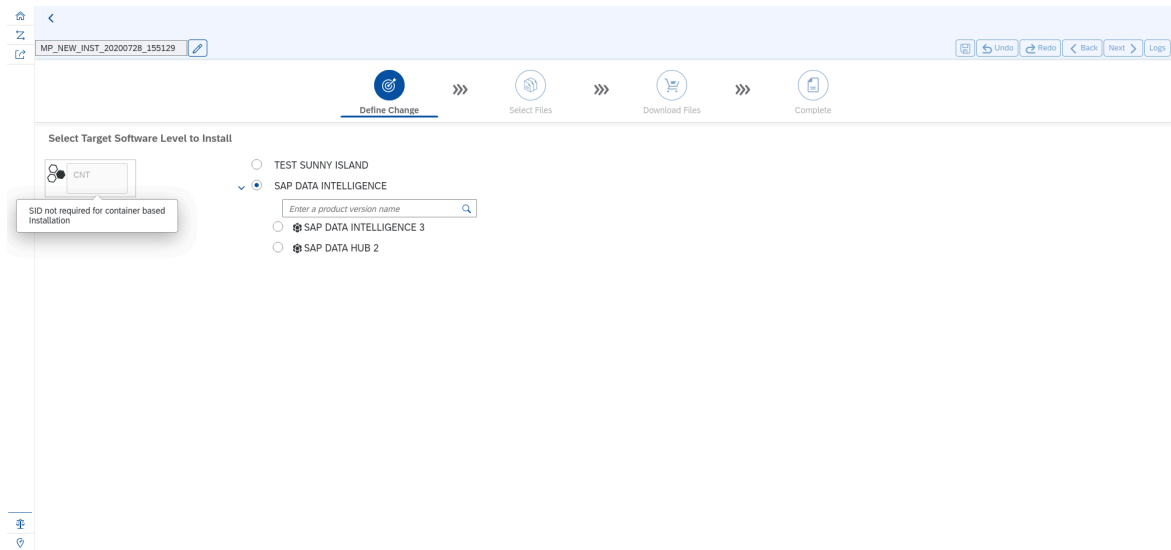 MP_NEW_INST_20200728_155129
Undo
Redo
Back
Next
Logs
Define Change
Select Files
Download Files
Complete
Select Target Software Level to Install
CNT
SID not required for container based
Installation
TEST SUNNY ISLAND
SAP DATA INTELLIGENCE
Enter a product version name
SAP DATA INTELLIGENCE 3
SAP DATA HUB 2